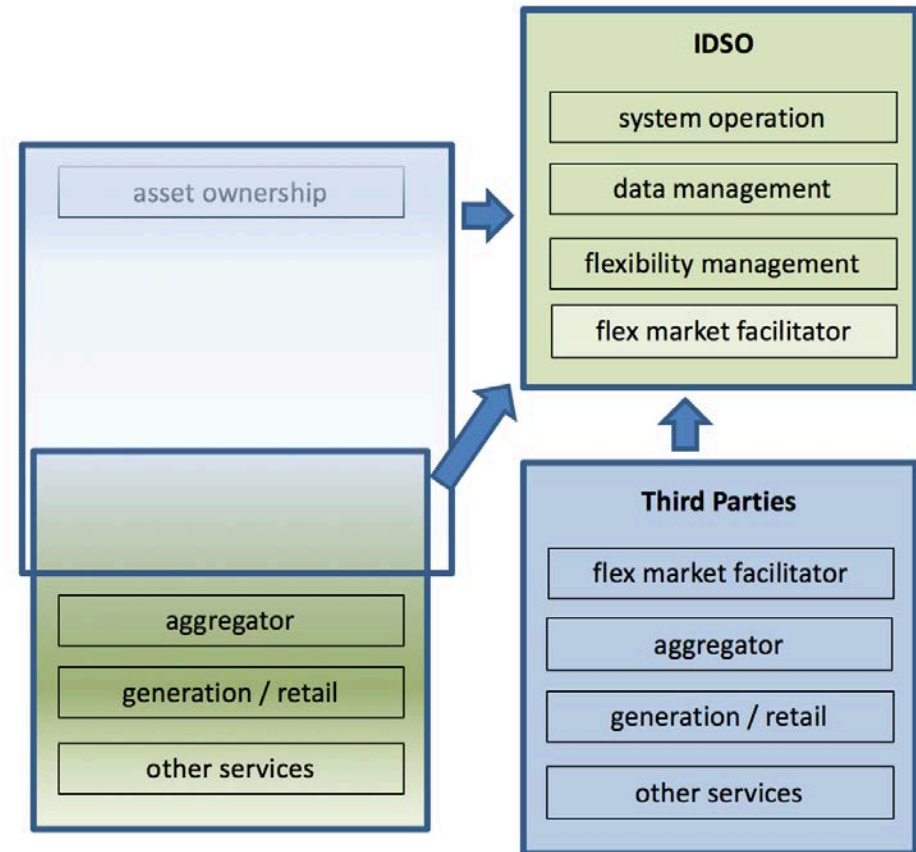 IDSO
system operation
data management
flexibility management
flex market facilitator
asset ownership
aggregator
generation / retail
other services
Third Parties
flex market facilitator
aggregator
generation / retail
other services